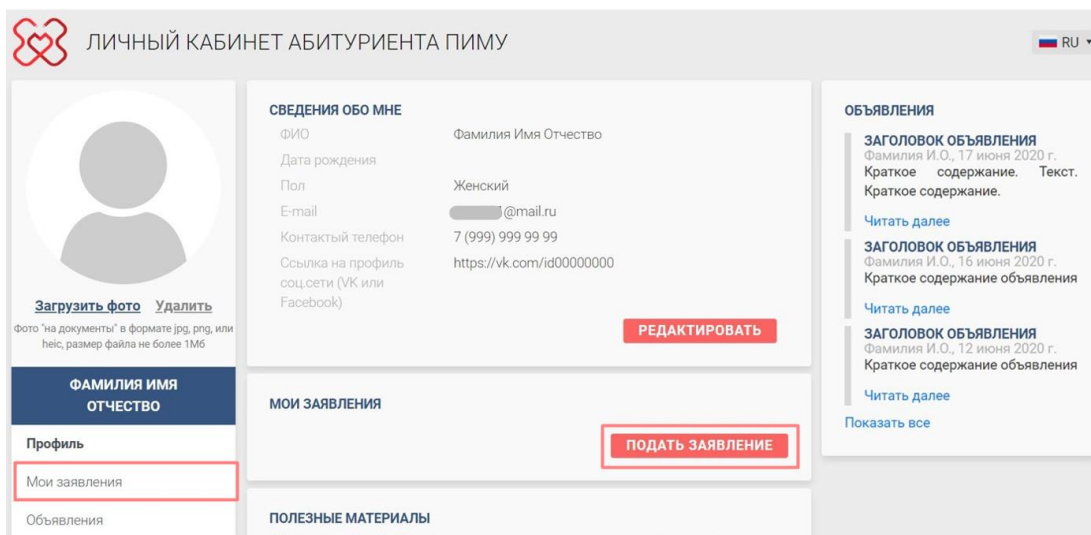 ЛИЧНЫЙ КАБИНЕТ АБИТУРИЕНТА ПИМУ
RU
Загрузить фото Удалить
Фото "на документы" в формате jpg, png, или
heic, размер файла не более 1Мб
ФАМИЛИЯ ИМЯ
ОТЧЕСТВО
Профиль
Мои заявления
Объявления
СВЕДЕНИЯ ОБО МНЕ
ФИО Фамилия Имя Отчество
Дата рождения
Пол Женский
E-mail @mail.ru
Контактый телефон 7 (999) 999 99 99
Ссылка на профиль https://vk.com/id00000000
соц.сети (VK или
Facebook)
РЕДАКТИРОВАТЬ
МОИ ЗАЯВЛЕНИЯ
ПОДАТЬ ЗАЯВЛЕНИЕ
ПОЛЕЗНЫЕ МАТЕРИАЛЫ
ОБЪЯВЛЕНИЯ
ЗАГОЛОВОК ОБЪЯВЛЕНИЯ
Фамилия И.О., 17 июня 2020 г.
Краткое содержание. Текст.
Краткое содержание.
Читать далее
ЗАГОЛОВОК ОБЪЯВЛЕНИЯ
Фамилия И.О., 16 июня 2020 г.
Краткое содержание объявления
Читать далее
ЗАГОЛОВОК ОБЪЯВЛЕНИЯ
Фамилия И.О., 12 июня 2020 г.
Краткое содержание объявления
Читать далее
Показать все